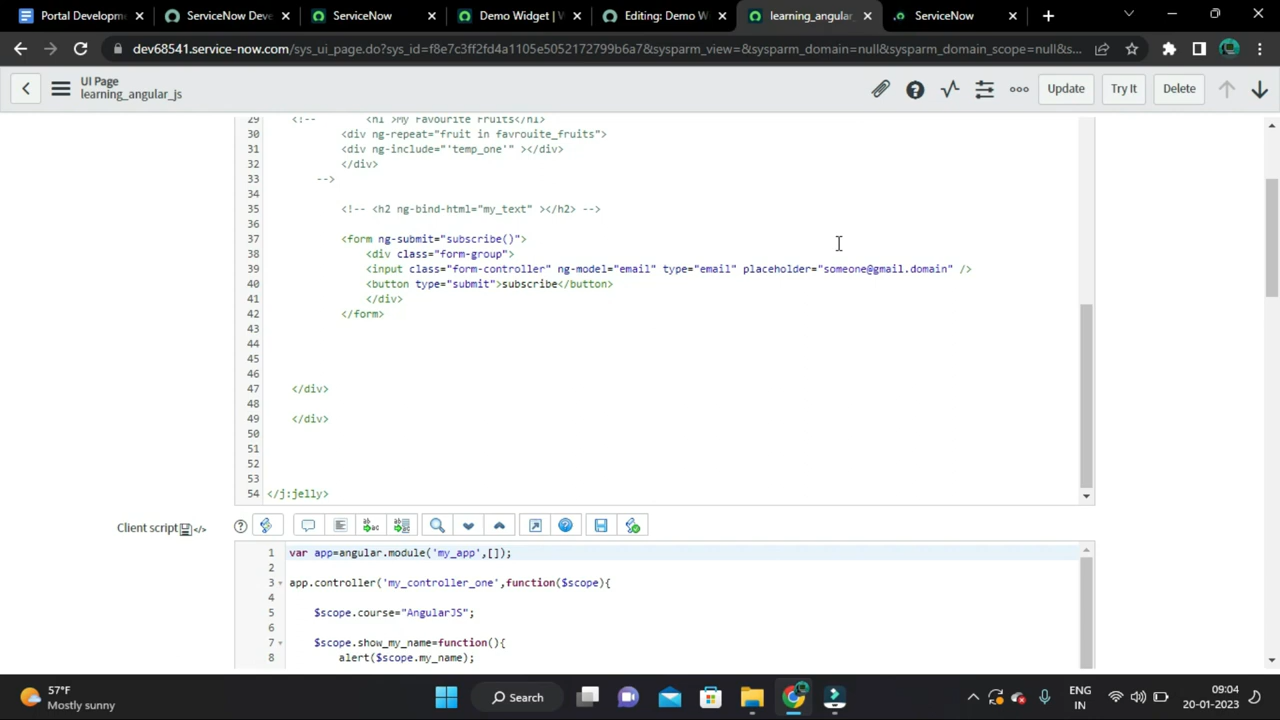 Portal Developm
ServiceNow Deve
ServiceNow
Demo Widget |
Editing: Demo W
learning_angular_
ServiceNow
dev68541.service-now.com/sys_ui_page.do?sys_id=f8e7c3ff2fd4a1105e5052172799b6a7&sysparm_view=&sysparm_domain=null&sysparm_domain_scope=null&s...
UI Page
learning_angular_js
Update
Try It
Delete
29 <!-- <h1 >My Favourite Fruits</h1>
30 <div ng-repeat="fruit in favrouite_fruits">
31 <div ng-include="'temp_one'" ></div>
32 </div>
33 -->
34
35 <!-- <h2 ng-bind-html="my_text" ></h2> -->
36
37 <form ng-submit="subscribe()">
38 <div class="form-group">
39 <input class="form-controller" ng-model="email" type="email" placeholder="someone@gmail.domain" />
40 <button type="submit">subscribe</button>
41 </div>
42 </form>
43
44
45
46
47 </div>
48
49 </div>
50
51
52
53
54 </j:jelly>
Client script
1 var app=angular.module('my_app',[]);
2
3 app.controller('my_controller_one',function($scope){
4
5 $scope.course="AngularJS";
6
7 $scope.show_my_name=function(){
8 alert($scope.my_name);
57°F
Mostly sunny
Search
ENG
IN
09:04
20-01-2023